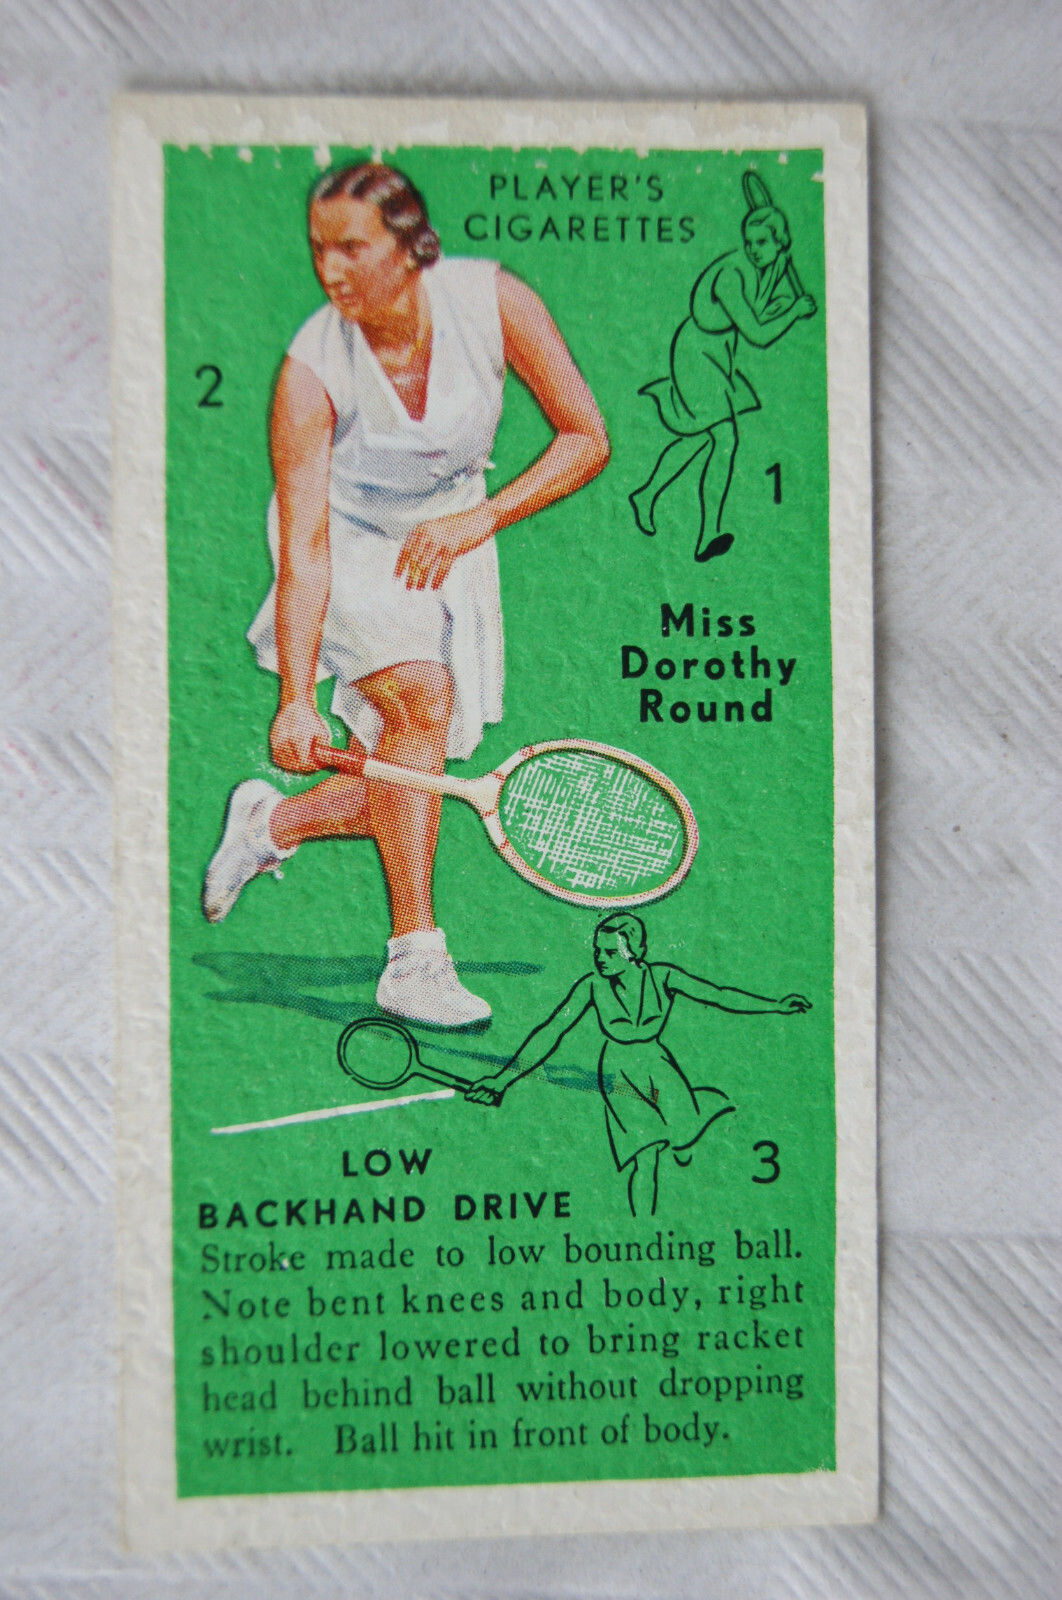 PLAYER'S
CIGARETTES
2
1
Miss
Dorothy
Round
3
LOW
BACKHAND DRIVE
Stroke made to low bounding ball.
Note bent knees and body, right
shoulder lowered to bring racket
head behind ball without dropping
wrist. Ball hit in front of body.